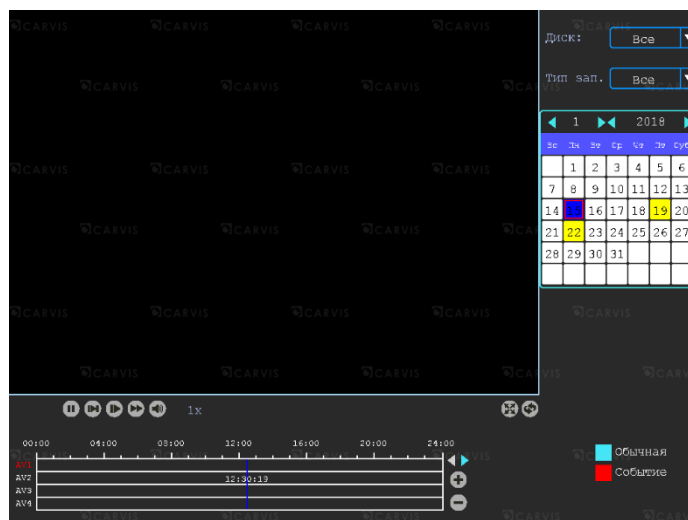 Диск: Все
Тип зап. Все
1 2018
Вс Пн Вт Ср Чт Пт Суб
1 2 3 4 5 6
7 8 9 10 11 12 13
14 15 16 17 18 19 20
21 22 23 24 25 26 27
28 29 30 31
1x
00:00 04:00 08:00 12:00 16:00 20:00 24:00
AV1
AV2 12:30:19
AV3
AV4
Обычная
Событие
CARVIS